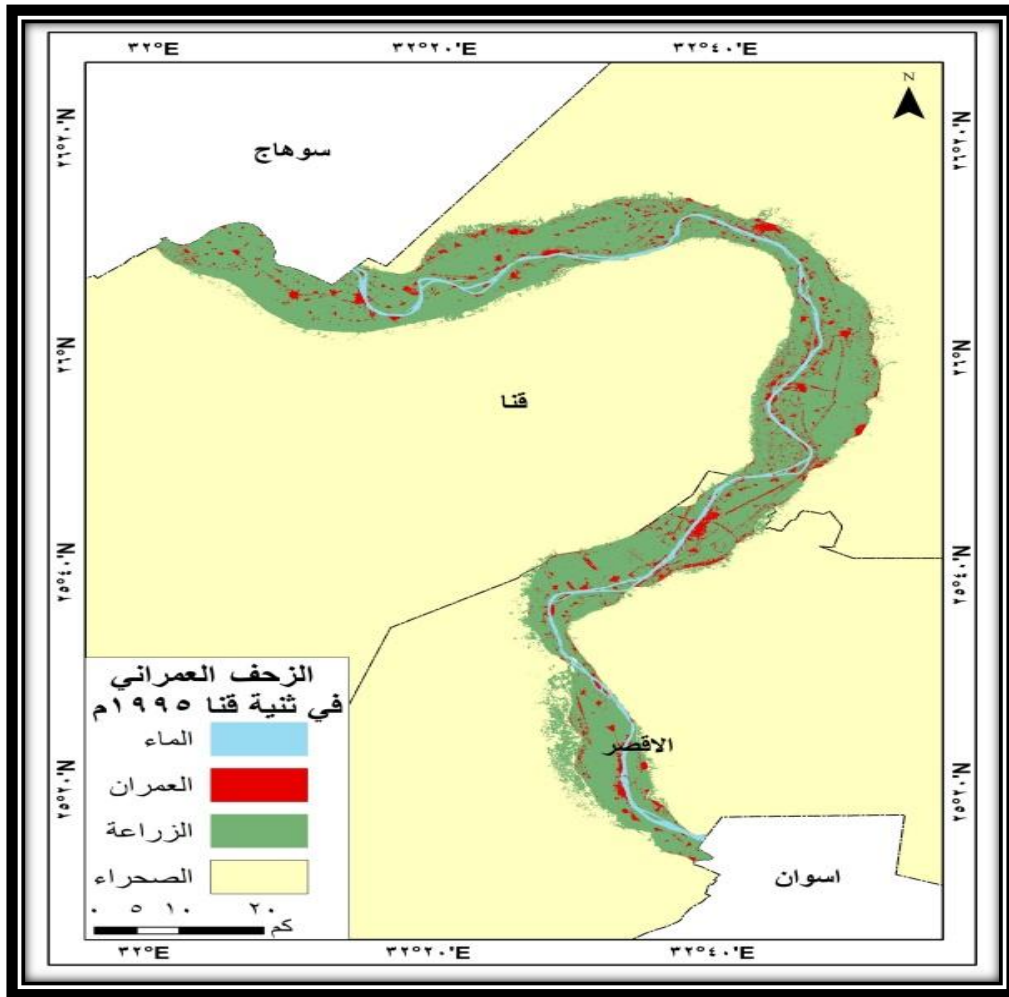 ٣٢°E ٣٢°٢٠'E ٣٢°٤٠'E
N
٢٦°٢٠'N ٢٦°٢٠'N
سوهاج
٢٦°N ٢٦°N
قنا
٢٥°٤٠'N ٢٥°٤٠'N
الزحف العمراني
في ثنية قنا ١٩٩٥م
الماء
العمران
الزراعة
الصحراء
٠ ٥ ١٠ ٢٠
كم
الاقصر
٢٥°٢٠'N ٢٥°٢٠'N
اسوان
٣٢°E ٣٢°٢٠'E ٣٢°٤٠'E